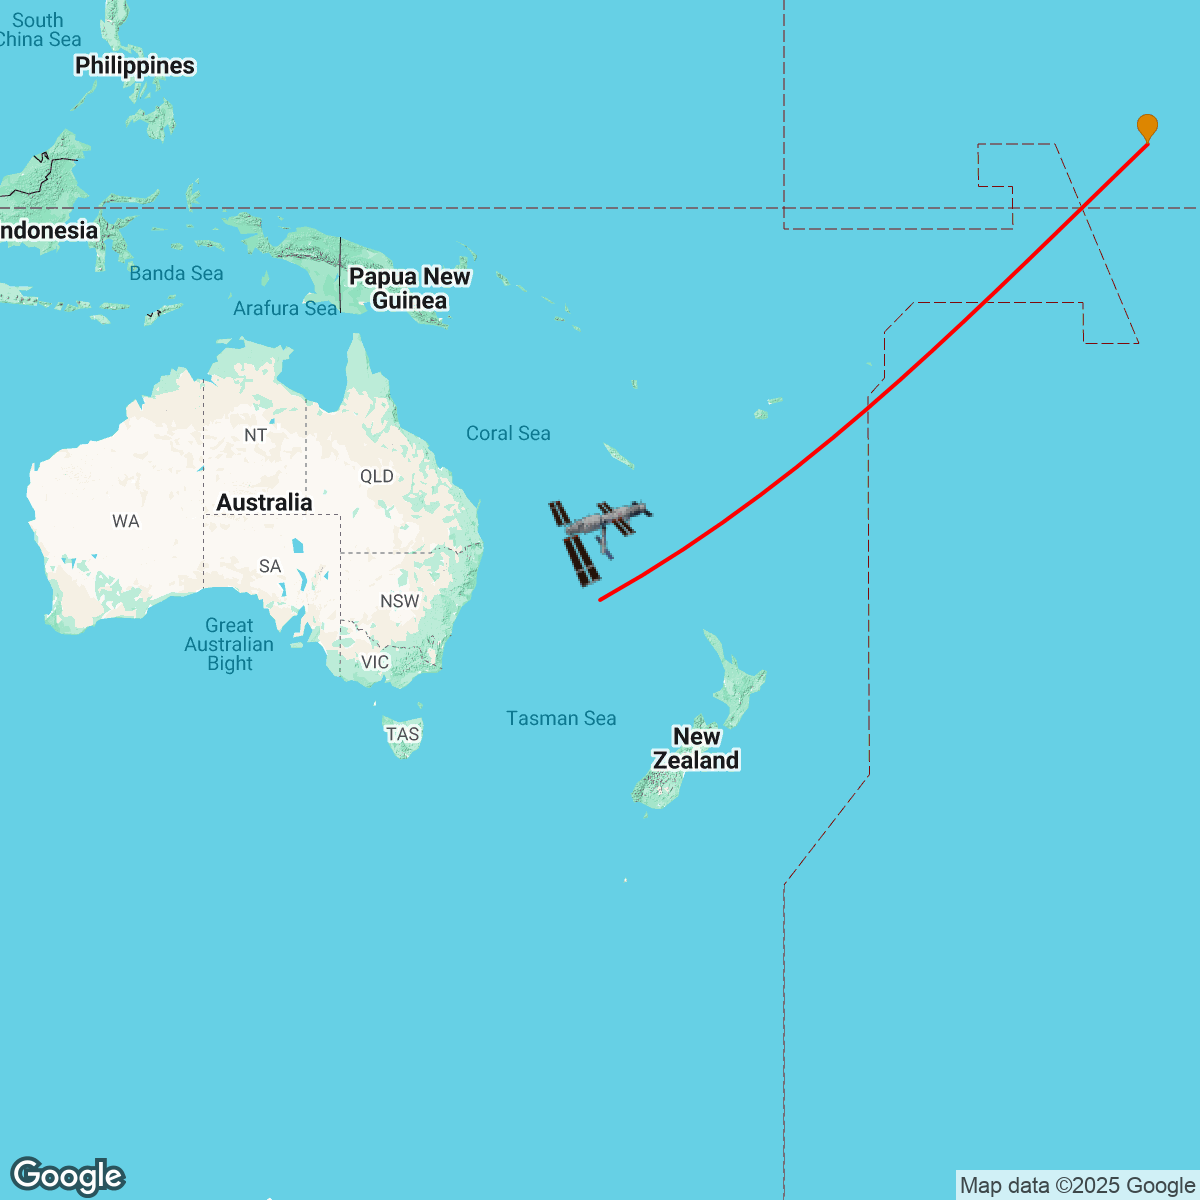 South
China Sea
Philippines
ndonesia
Banda Sea
Papua New
Guinea
Arafura Sea
Coral Sea
NT
QLD
Australia
WA
SA
NSW
Great
Australian
Bight
VIC
TAS
Tasman Sea
New
Zealand
Google
Map data ©2025 Google